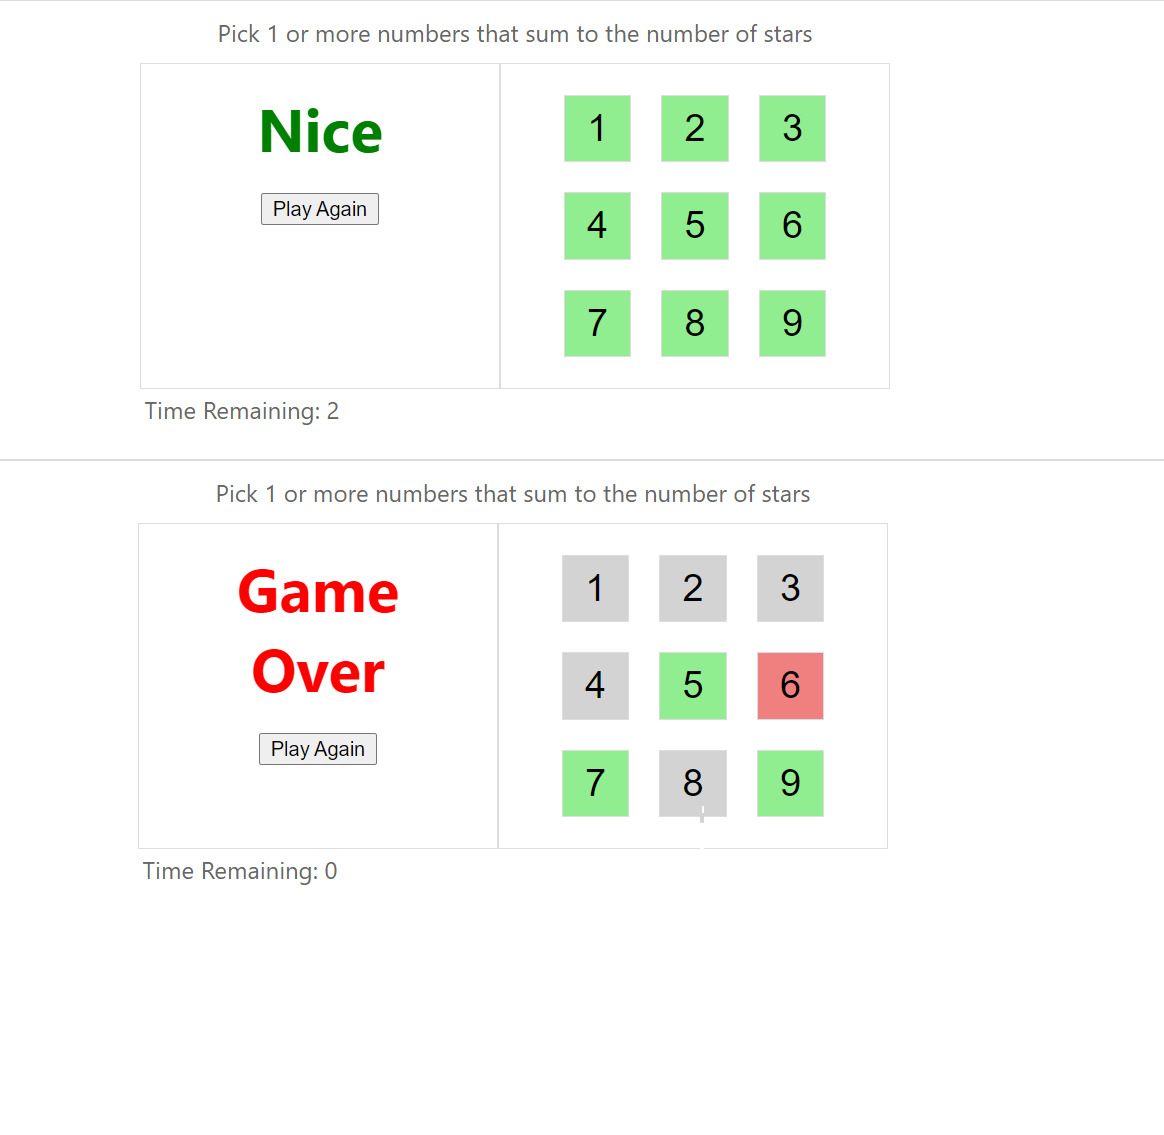 Pick 1 or more numbers that sum to the number of stars
Nice
Play Again
1 2 3
4 5 6
7 8 9
Time Remaining: 2
Pick 1 or more numbers that sum to the number of stars
Game
Over
Play Again
1 2 3
4 5 6
7 8 9
Time Remaining: 0